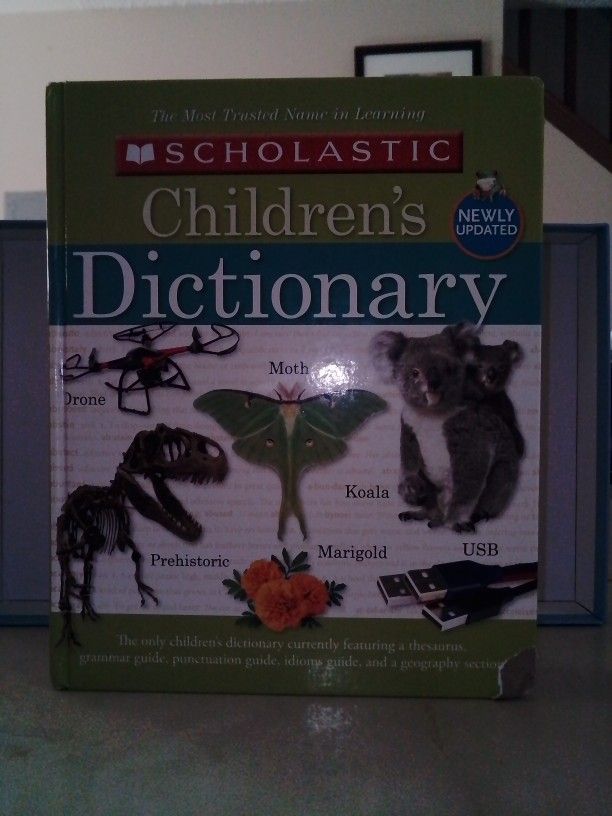 The Most Trusted Name in Learning
SCHOLASTIC
Children's
NEWLY
UPDATED
Dictionary
Drone
Moth
Koala
Prehistoric
Marigold
USB
The only children's dictionary currently featuring a thesaurus,
grammar guide, punctuation guide, idioms guide, and a geography section